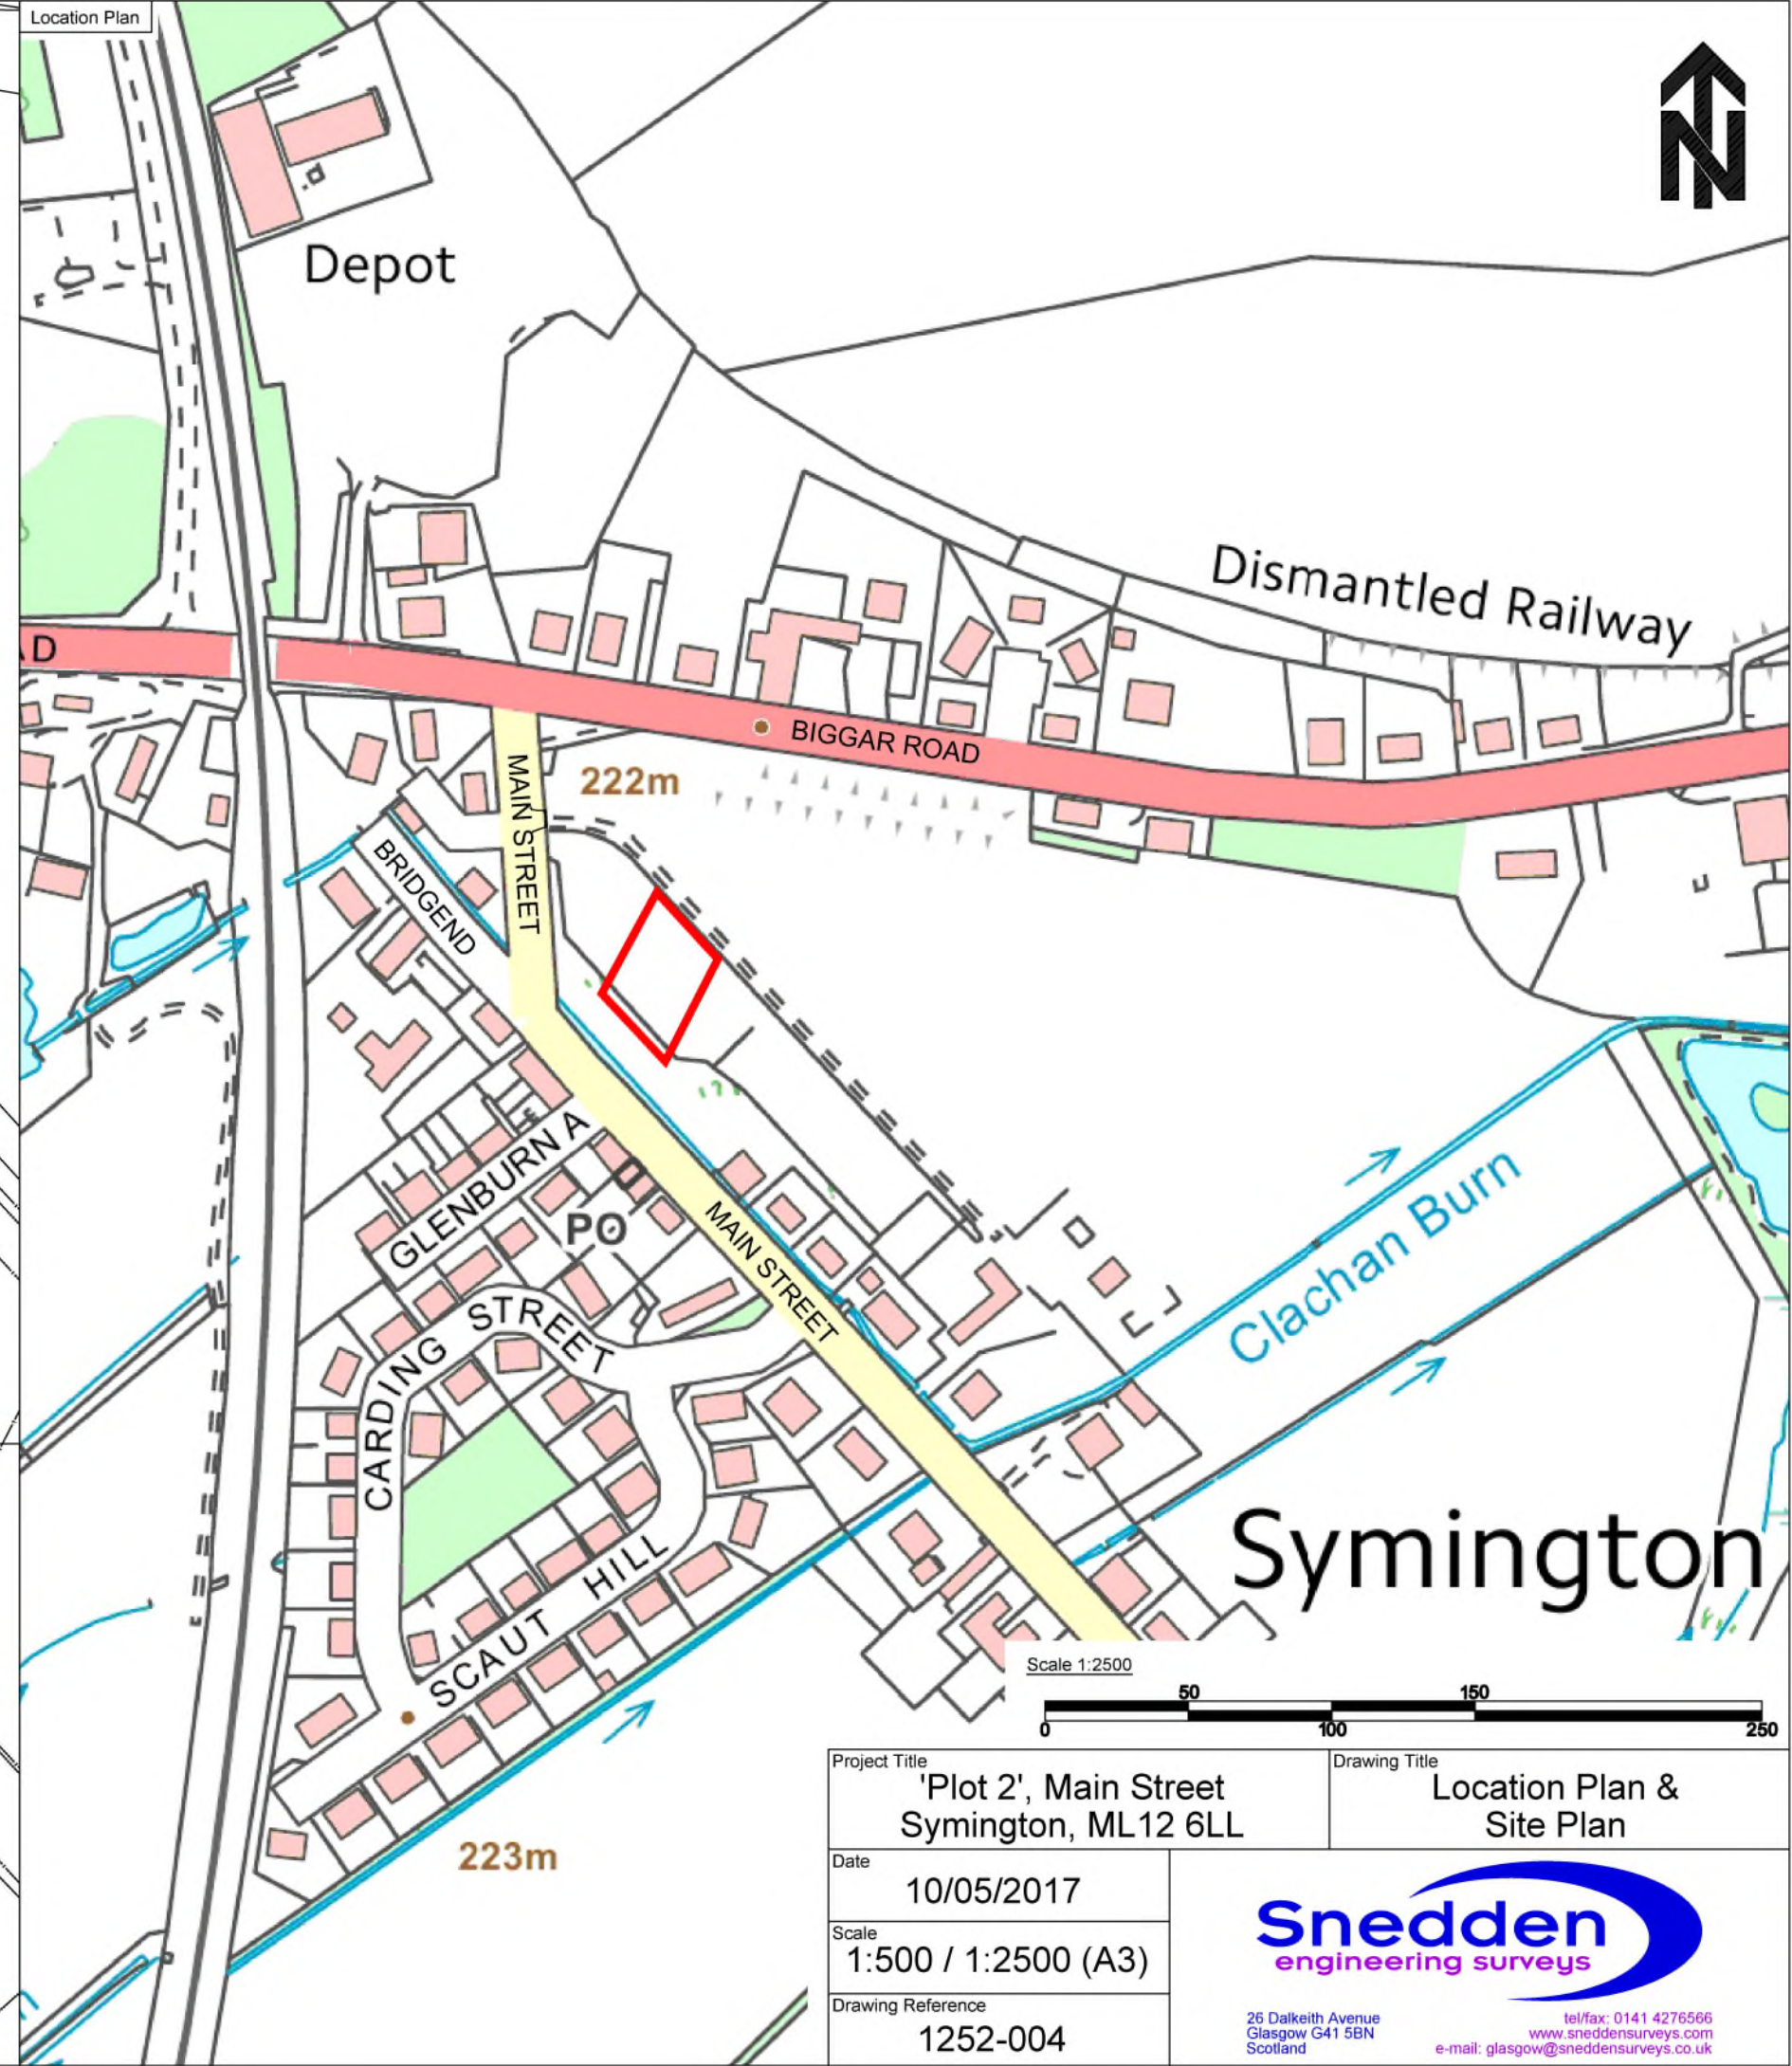 Location Plan
N
Depot
Dismantled Railway
D
BIGGAR ROAD
222m
MAIN STREET
BRIDGEND
GLENBURN A
PO
MAIN STREET
CARDING STREET
Clachan Burn
SCAUT HILL
Symington
223m
Scale 1:2500
50 150
0 100 250
Project Title
'Plot 2', Main Street
Symington, ML12 6LL
Drawing Title
Location Plan &
Site Plan
Date
10/05/2017
Scale
1:500 / 1:2500 (A3)
Drawing Reference
1252-004
Snedden
engineering surveys
26 Dalkeith Avenue
Glasgow G41 5BN
Scotland
tel/fax: 0141 4276566
www.sneddensurveys.com
e-mail: glasgow@sneddensurveys.co.uk